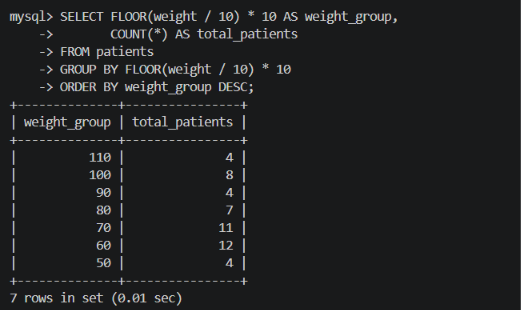 mysql> SELECT FLOOR(weight / 10) * 10 AS weight_group,
    ->        COUNT(*) AS total_patients
    -> FROM patients
    -> GROUP BY FLOOR(weight / 10) * 10
    -> ORDER BY weight_group DESC;
+--------------+----------------+
| weight_group | total_patients |
+--------------+----------------+
|          110 |              4 |
|          100 |              8 |
|           90 |              4 |
|           80 |              7 |
|           70 |             11 |
|           60 |             12 |
|           50 |              4 |
+--------------+----------------+
7 rows in set (0.01 sec)